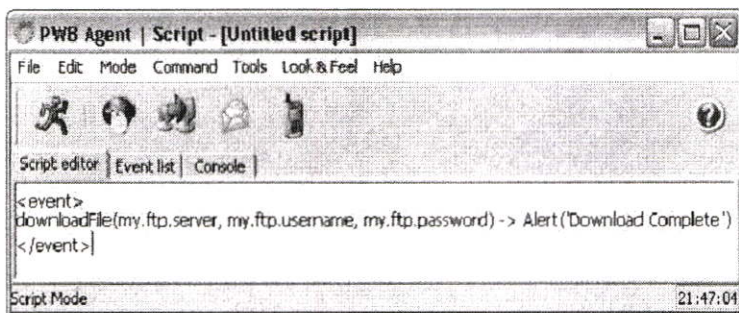 PWB Agent | Script - [Untitled script]
File Edit Mode Command Tools Look & Feel Help
Script editor Event list Console
<event>
downloadFile(my.ftp.server, my.ftp.username, my.ftp.password) -> Alert('Download Complete')
</event>
Script Mode 21:47:04